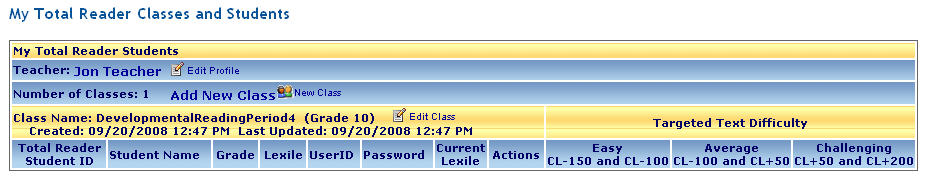 My Total Reader Classes and Students
My Total Reader Students
Teacher: Jon Teacher Edit Profile
Number of Classes: 1 Add New Class New Class
Class Name: DevelopmentalReadingPeriod4 (Grade 10) Edit Class
Created: 09/20/2008 12:47 PM Last Updated: 09/20/2008 12:47 PM
Targeted Text Difficulty
Total Reader Student ID Student Name Grade Lexile UserID Password Current Lexile Actions Easy Average Challenging
CL-150 and CL-100 CL-100 and CL+50 CL+50 and CL+200